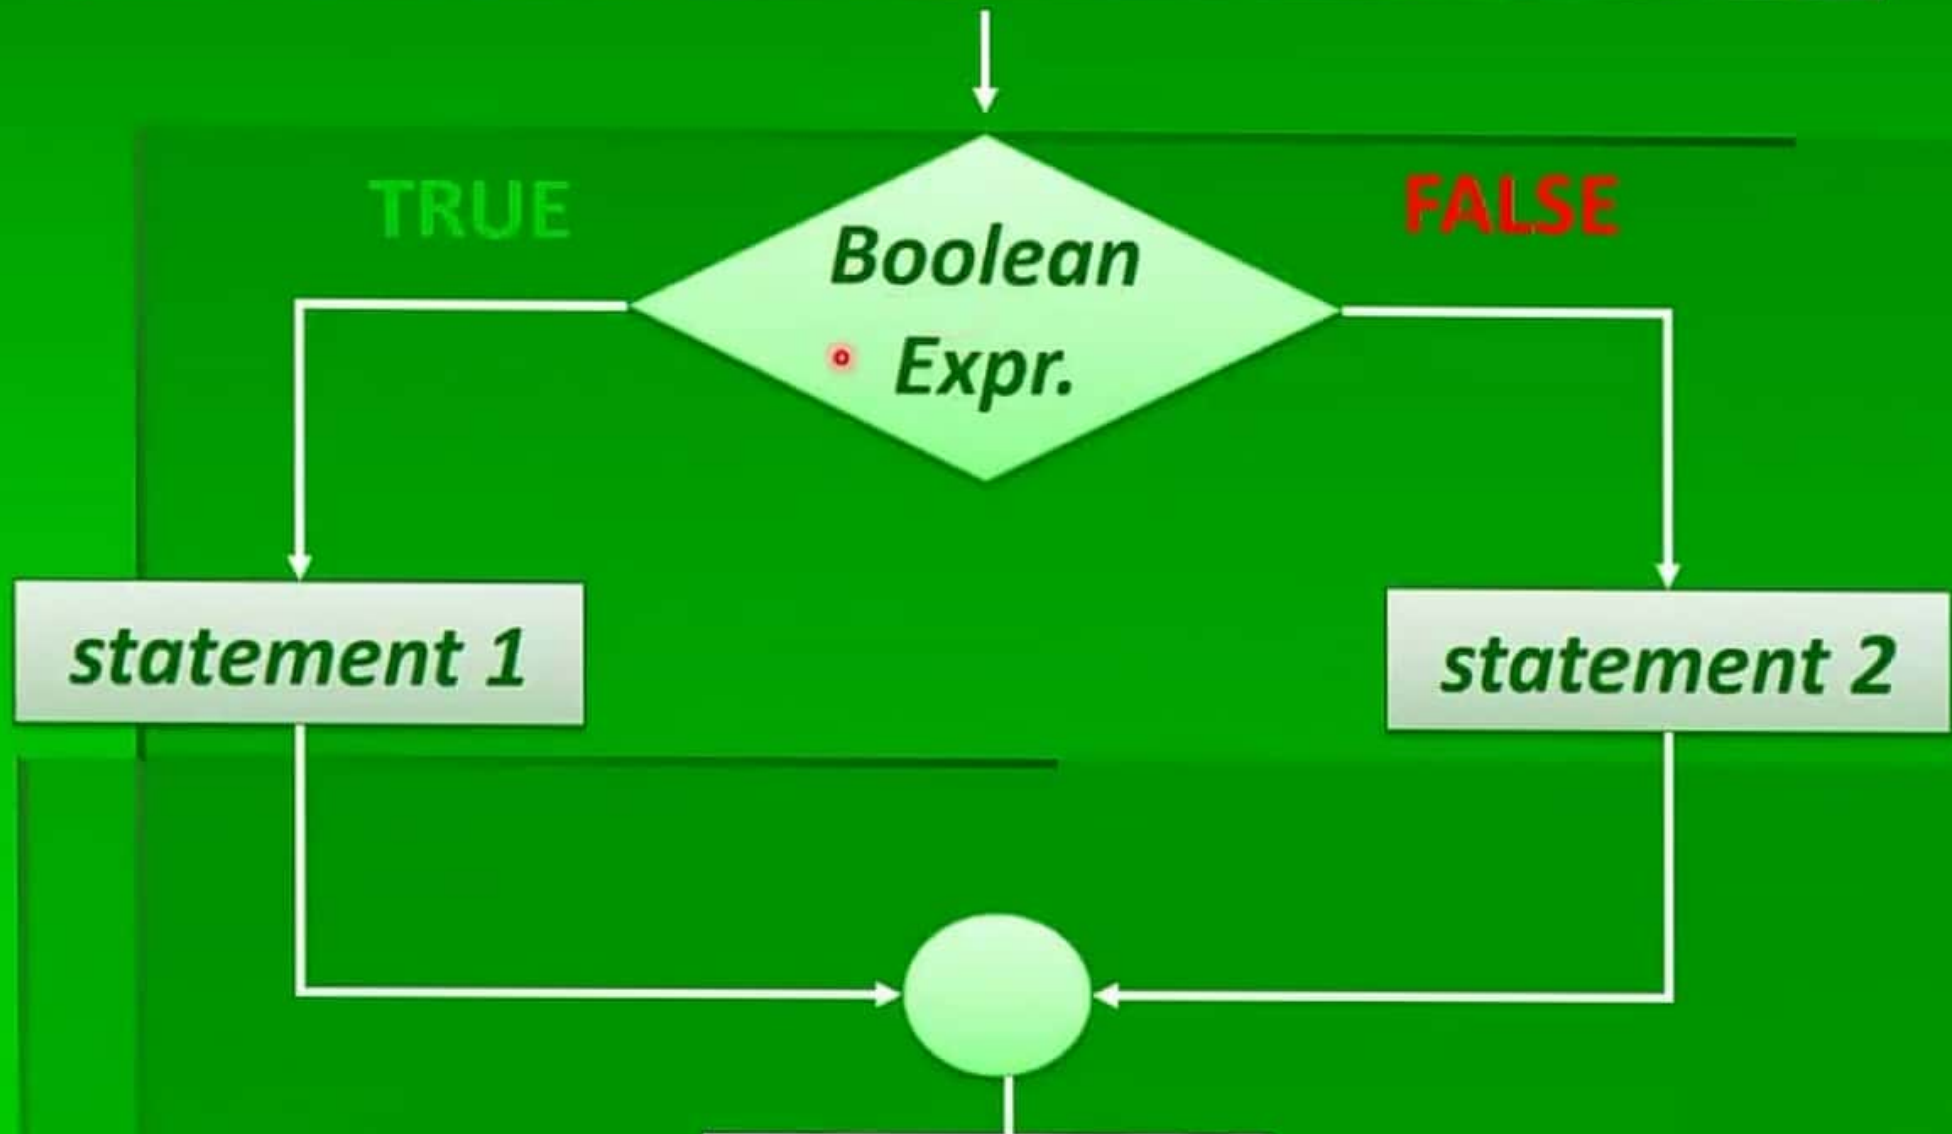 TRUE
FALSE
Boolean
Expr.
statement 1
statement 2